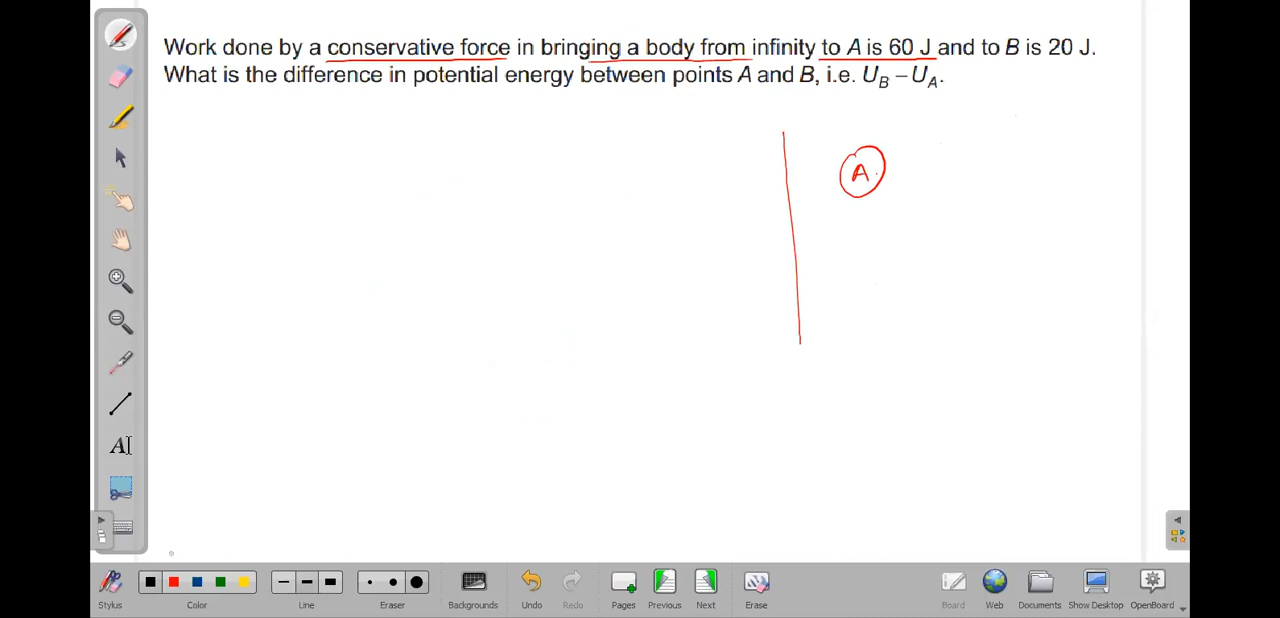 Work done by a conservative force in bringing a body from infinity to A is 60 J and to B is 20 J.
What is the difference in potential energy between points A and B, i.e. U_B – U_A.
A
A
Stylus
Color
Line
Eraser
Backgrounds
Undo
Redo
Pages
Previous
Next
Erase
Board
Web
Documents
Show Desktop
OpenBoard